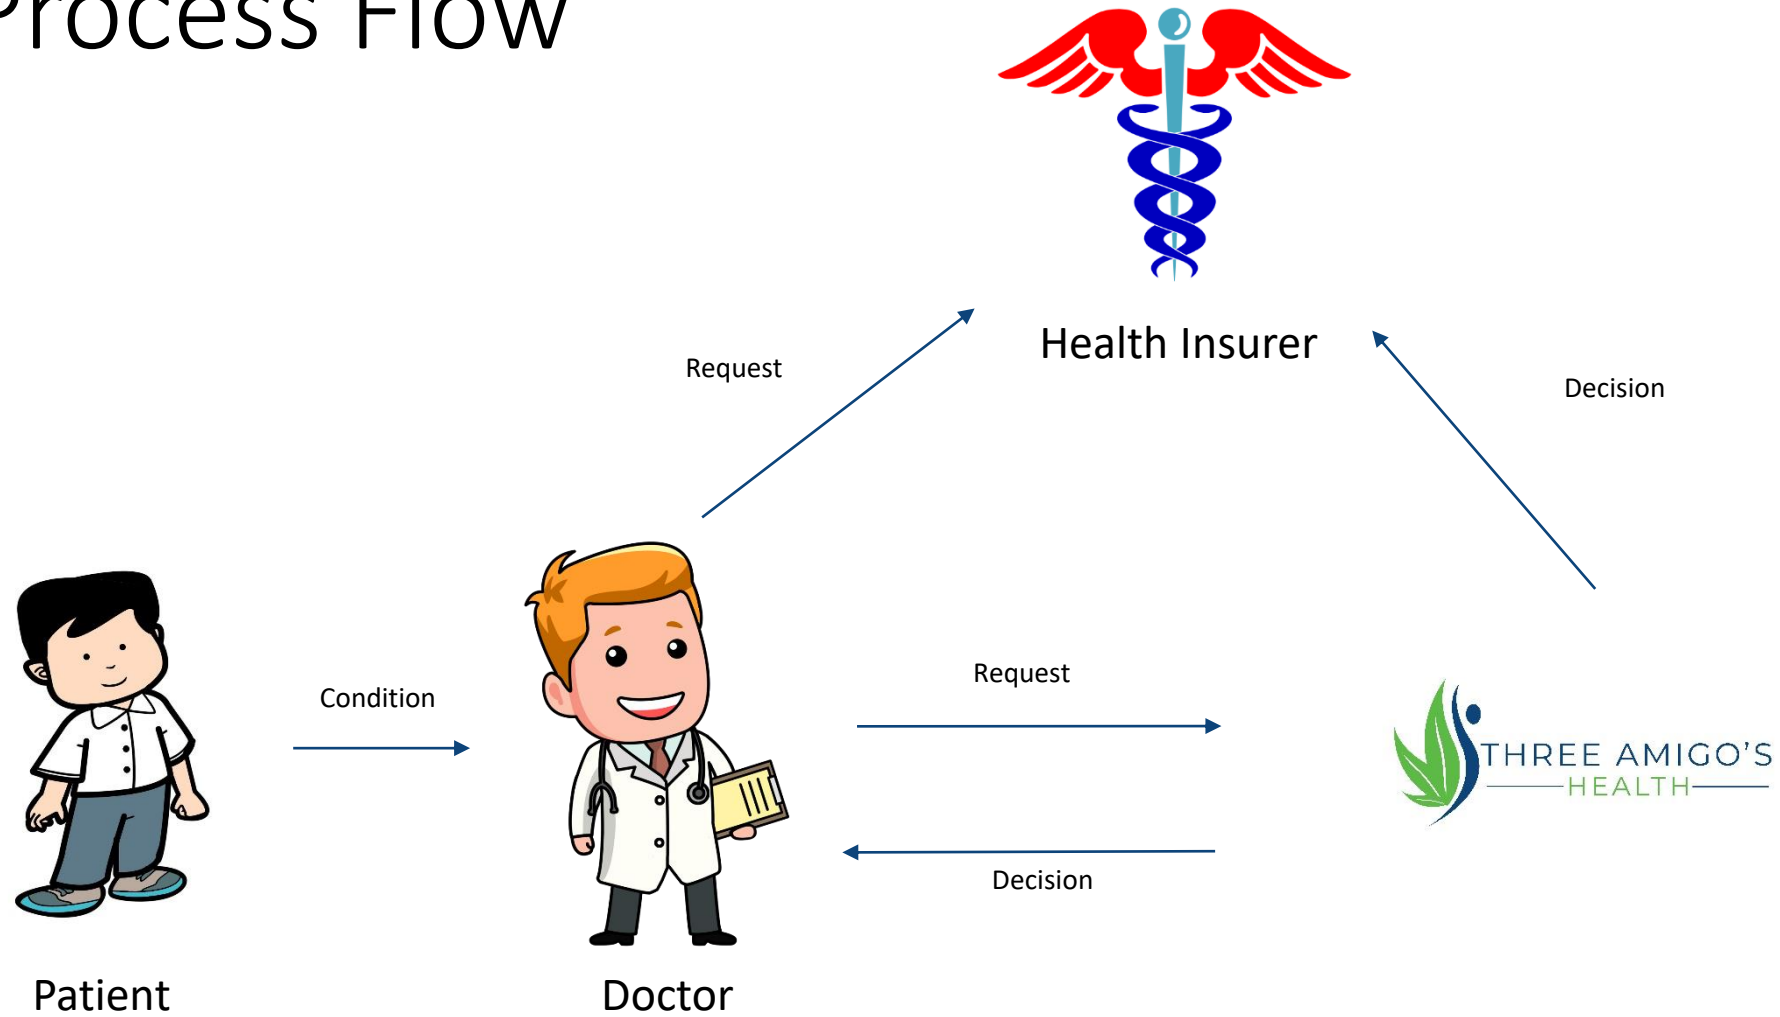 Process Flow
Health Insurer
Request
Decision
Request
Condition
THREE AMIGO'S
HEALTH
Decision
Patient
Doctor